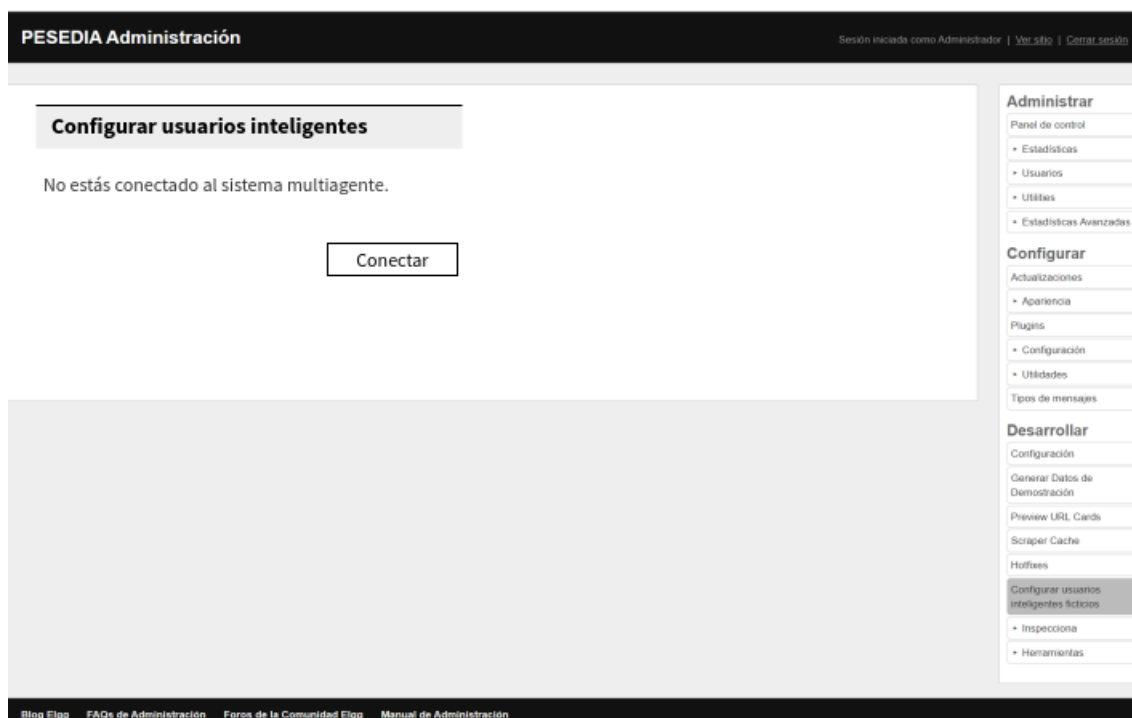 PESEDIA Administración
Sesión iniciada como Administrador | Ver sitio | Cerrar sesión
Configurar usuarios inteligentes
No estás conectado al sistema multiagente.
Conectar
Administrar
Panel de control
▸ Estadísticas
▸ Usuarios
▸ Utilities
▸ Estadísticas Avanzadas
Configurar
Actualizaciones
▸ Apariencia
Plugins
▸ Configuración
▸ Utilidades
Tipos de mensajes
Desarrollar
Configuración
Generar Datos de
Demostración
Preview URL Cards
Scraper Cache
Hotfixes
Configurar usuarios
inteligentes ficticios
▸ Inspecciona
▸ Herramientas
Blog Elgg FAQs de Administración Foros de la Comunidad Elgg Manual de Administración